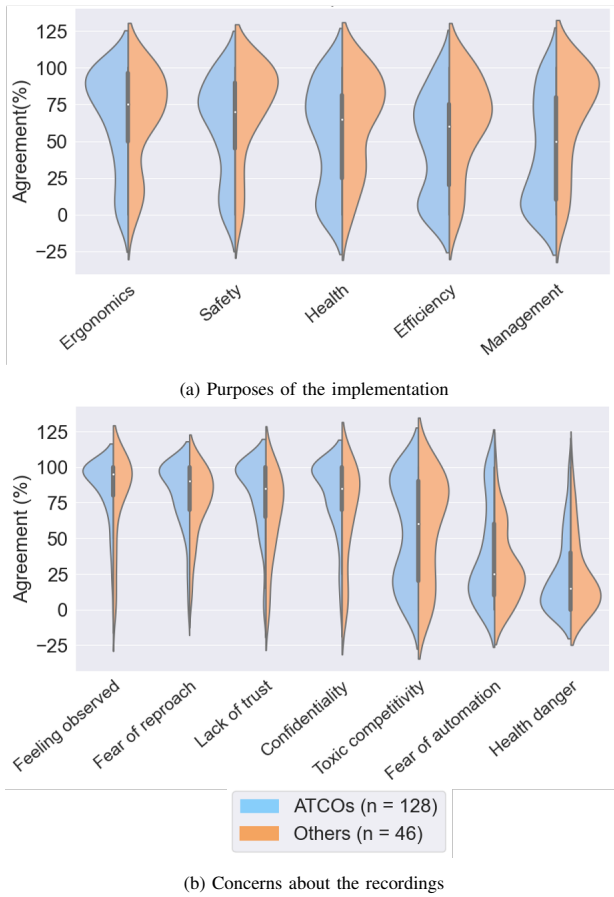 125
100
75
50
25
0
−25
Agreement(%)
Ergonomics
Safety
Health
Efficiency
Management
(a) Purposes of the implementation
125
100
75
50
25
0
−25
Agreement (%)
Feeling observed
Fear of reproach
Lack of trust
Confidentiality
Toxic competitivity
Fear of automation
Health danger
ATCOs (n = 128)
Others (n = 46)
(b) Concerns about the recordings